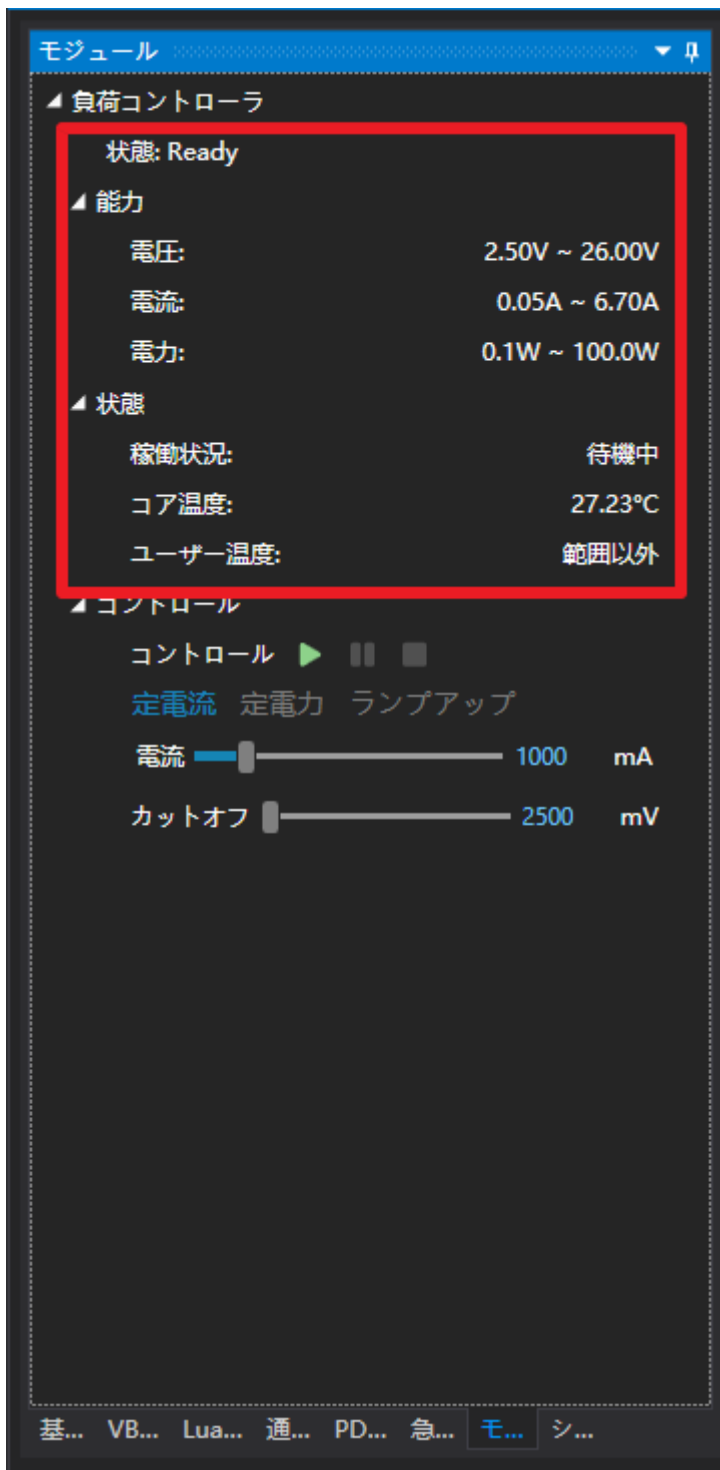 モジュール
負荷コントローラ
状態: Ready
能力
電圧: 2.50V ~ 26.00V
電流: 0.05A ~ 6.70A
電力: 0.1W ~ 100.0W
状態
稼働状況: 待機中
コア温度: 27.23°C
ユーザー温度: 範囲以外
コントロール
コントロール
定電流 定電力 ランプアップ
電流 1000 mA
カットオフ 2500 mV
基... VB... Lua... 通... PD... 急... モ... シ...